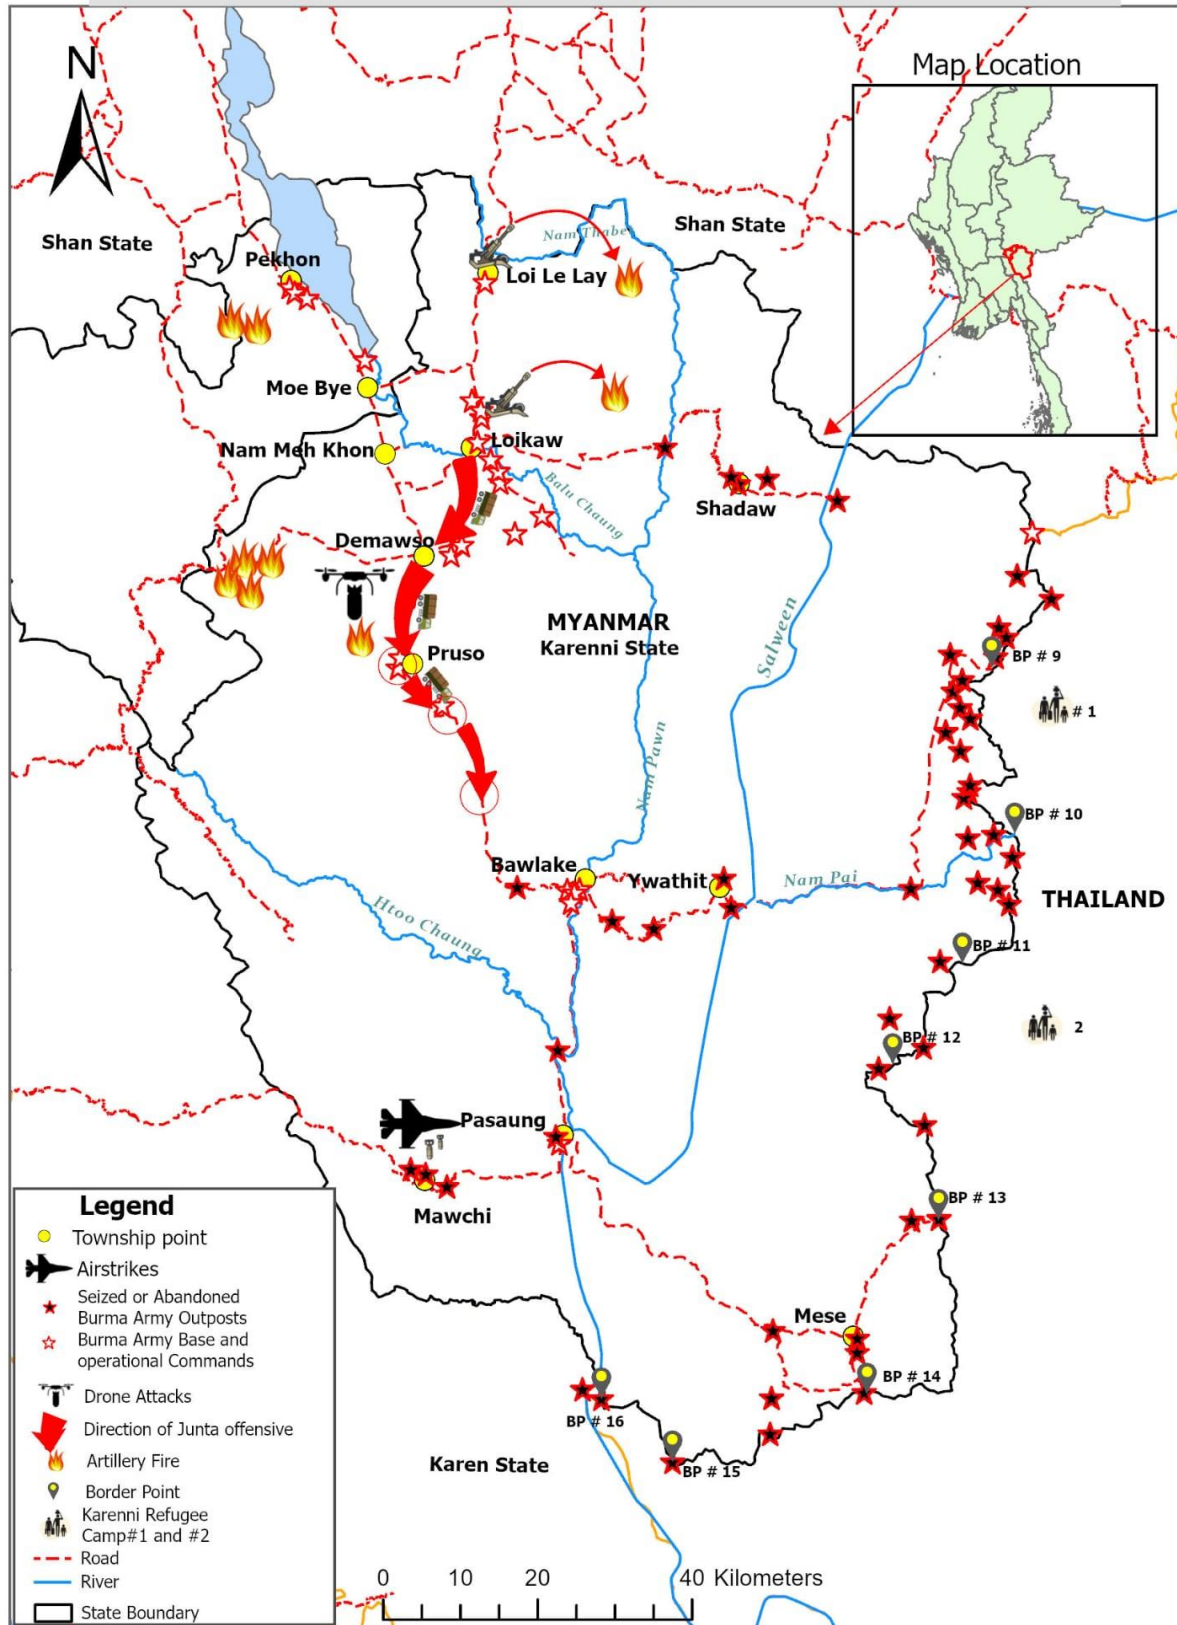 N
Map Location
Shan State
Shan State
Nam Thabet
Pekhon
Loi Le Lay
Moe Bye
Nam Meh Khon
Loikaw
Balu Chaung
Shadaw
Demawso
MYANMAR
Karenni State
Salween
Pruso
BP # 9
# 1
Nam Pawn
BP # 10
Bawlake
Ywathit
Nam Pai
THAILAND
Htoo Chaung
BP # 11
2
BP # 12
Pasaung
Mawchi
BP # 13
Mese
BP # 14
BP # 16
Karen State
BP # 15
Legend
Township point
Airstrikes
Seized or Abandoned
Burma Army Outposts
Burma Army Base and
operational Commands
Drone Attacks
Direction of Junta offensive
Artillery Fire
Border Point
Karenni Refugee
Camp#1 and #2
Road
River
State Boundary
0 10 20 40 Kilometers